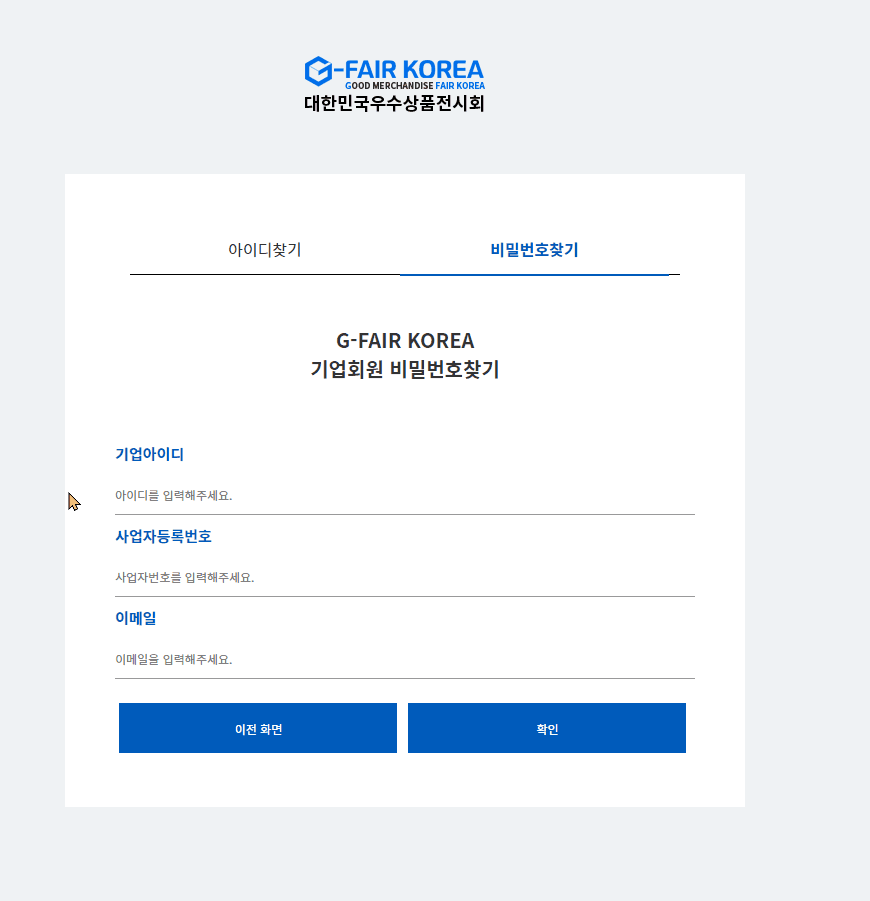 G-FAIR KOREA
GOOD MERCHANDISE FAIR KOREA
대한민국우수상품전시회
아이디찾기 비밀번호찾기
G-FAIR KOREA
기업회원 비밀번호찾기
기업아이디
아이디를 입력해주세요.
사업자등록번호
사업자번호를 입력해주세요.
이메일
이메일을 입력해주세요.
이전 화면 확인